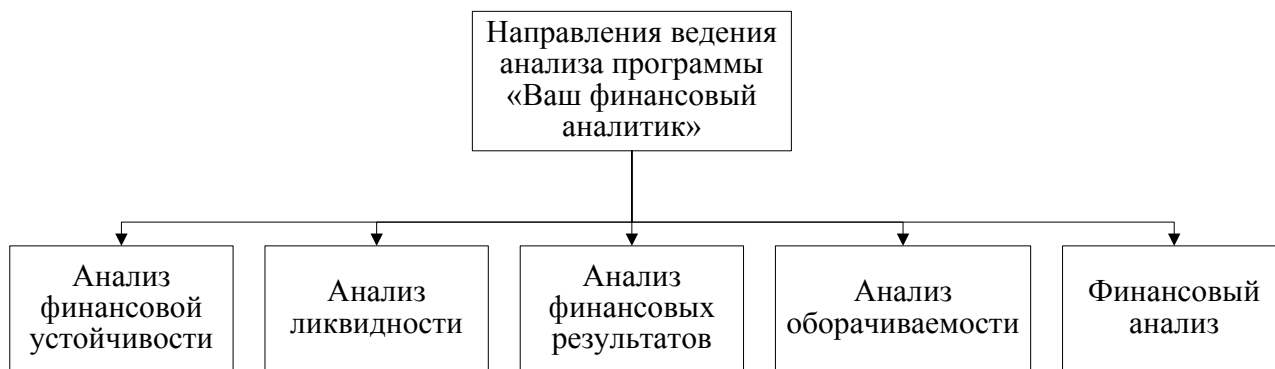 Направления ведения
анализа программы
«Ваш финансовый
аналитик»
Анализ
финансовой
устойчивости
Анализ
ликвидности
Анализ
финансовых
результатов
Анализ
оборачиваемости
Финансовый
анализ